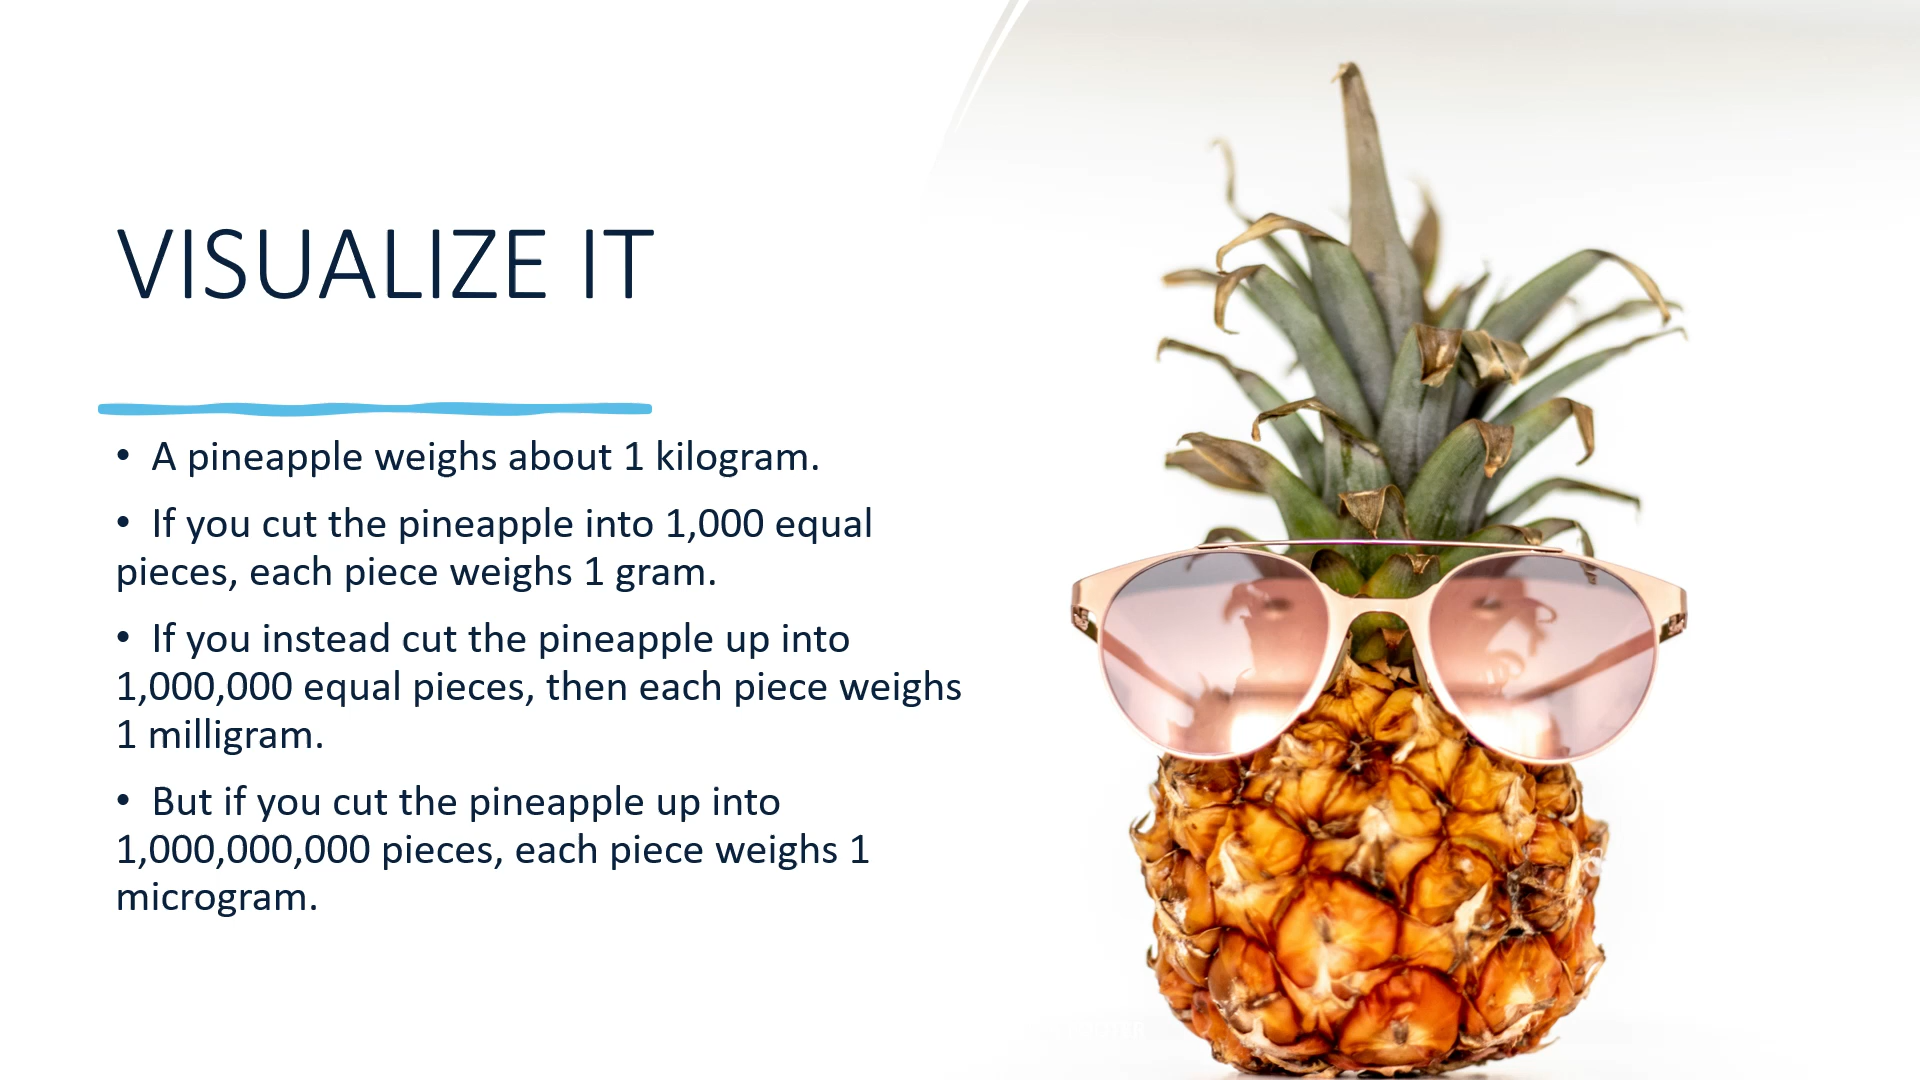 VISUALIZE IT
• A pineapple weighs about 1 kilogram.
• If you cut the pineapple into 1,000 equal
pieces, each piece weighs 1 gram.
• If you instead cut the pineapple up into
1,000,000 equal pieces, then each piece weighs
1 milligram.
• But if you cut the pineapple up into
1,000,000,000 pieces, each piece weighs 1
microgram.